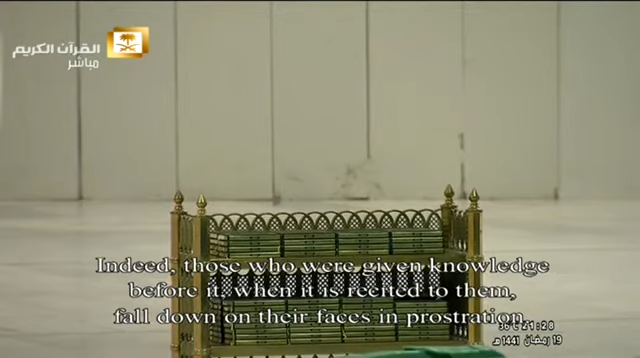 القرآن الكريم
مباشر
Indeed, those who were given knowledge
before it, when it is recited to them,
fall down on their faces in prostration,
21:28
19 رمضان 1441 هـ